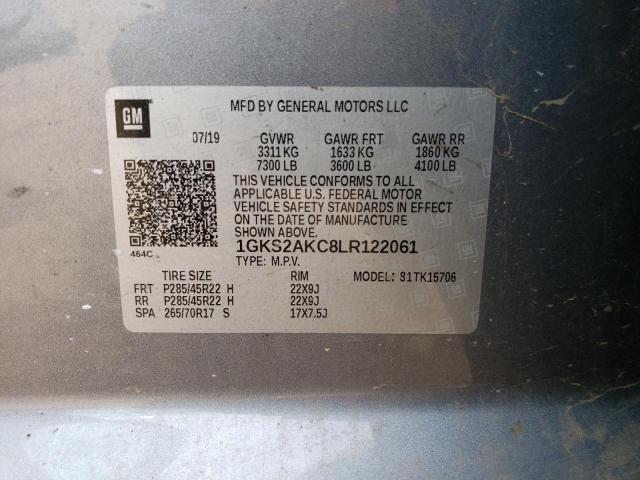 GM
MFD BY GENERAL MOTORS LLC
07/19 GVWR GAWR FRT GAWR RR
3311 KG 1633 KG 1860 KG
7300 LB 3600 LB 4100 LB
THIS VEHICLE CONFORMS TO ALL
APPLICABLE U.S. FEDERAL MOTOR
VEHICLE SAFETY STANDARDS IN EFFECT
ON THE DATE OF MANUFACTURE
SHOWN ABOVE.
464C 1GKS2AKC8LR122061
TYPE: M.P.V.
TIRE SIZE RIM MODEL: 31TK15706
FRT P285/45R22 H 22X9J
RR P285/45R22 H 22X9J
SPA 265/70R17 S 17X7.5J